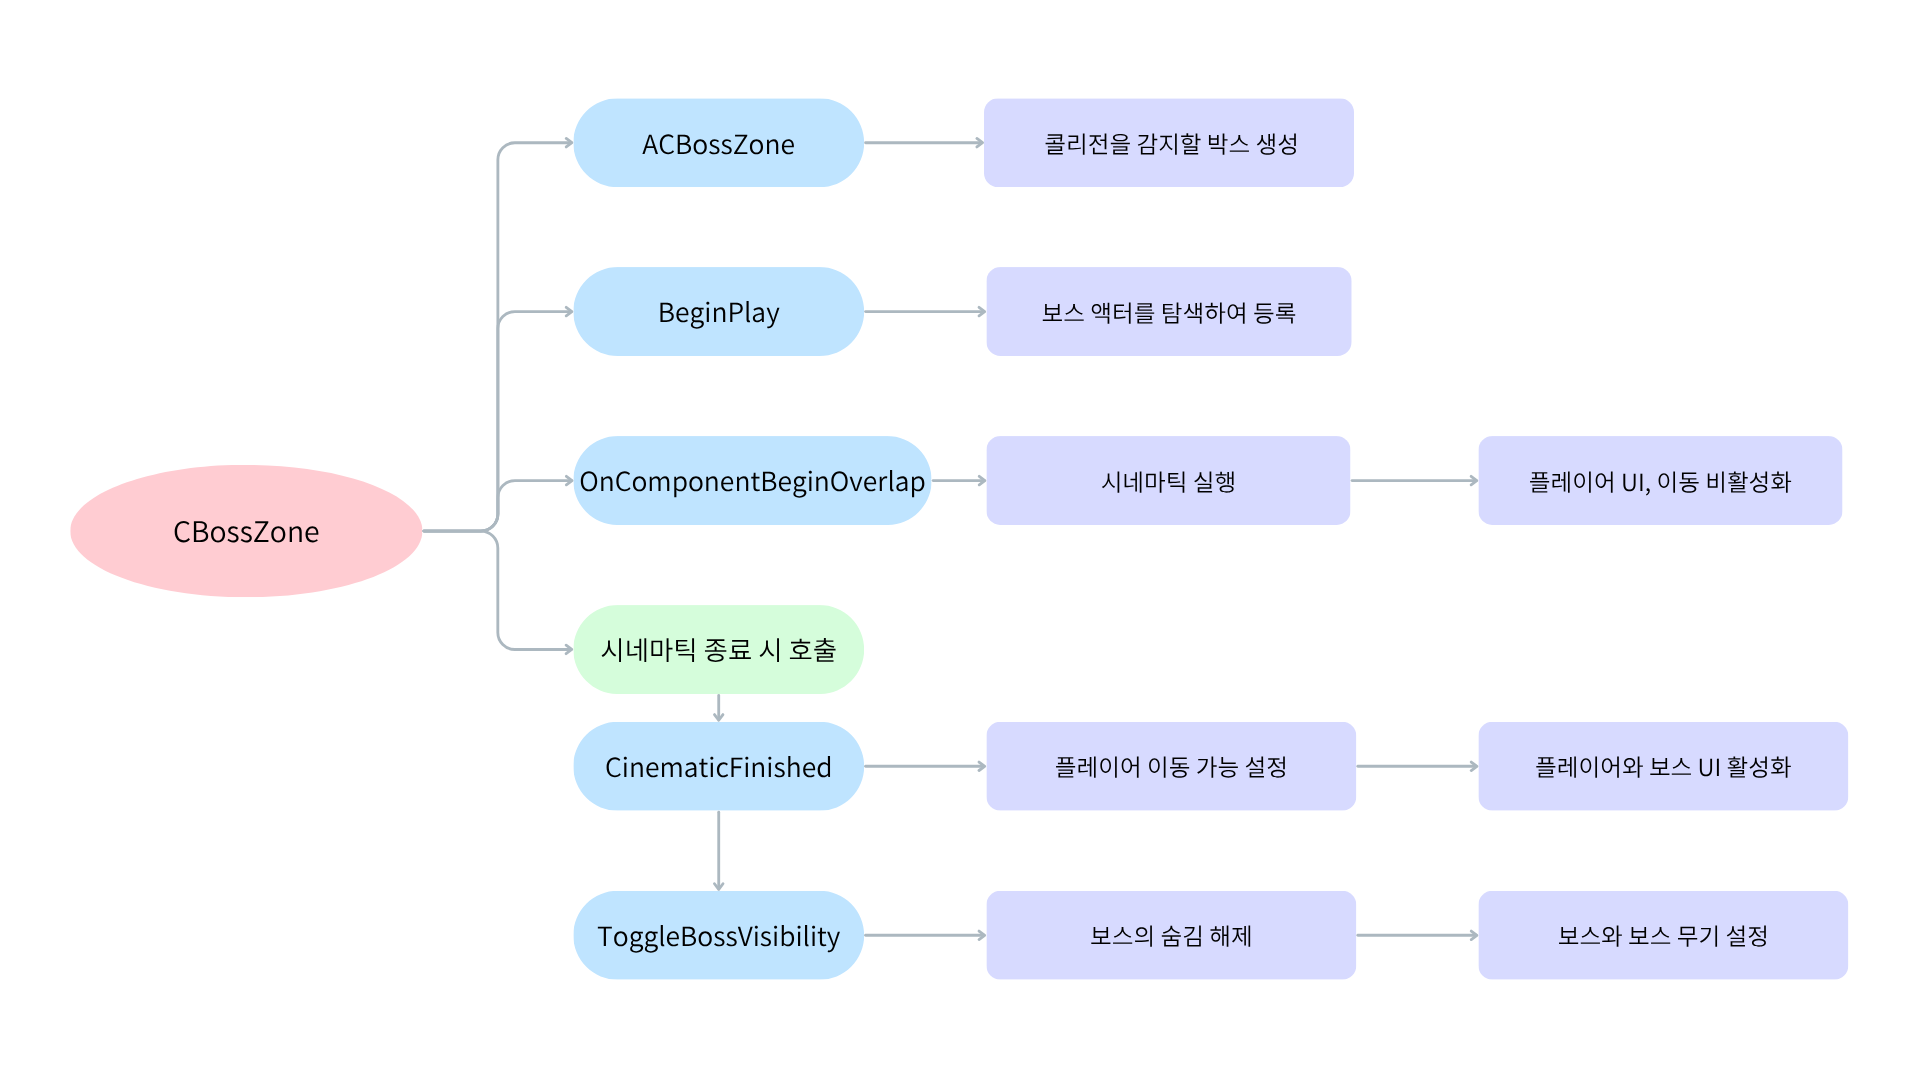 ACBossZone
콜리전을 감지할 박스 생성
BeginPlay
보스 액터를 탐색하여 등록
OnComponentBeginOverlap
시네마틱 실행
플레이어 UI, 이동 비활성화
CBossZone
시네마틱 종료 시 호출
CinematicFinished
플레이어 이동 가능 설정
플레이어와 보스 UI 활성화
ToggleBossVisibility
보스의 숨김 해제
보스와 보스 무기 설정